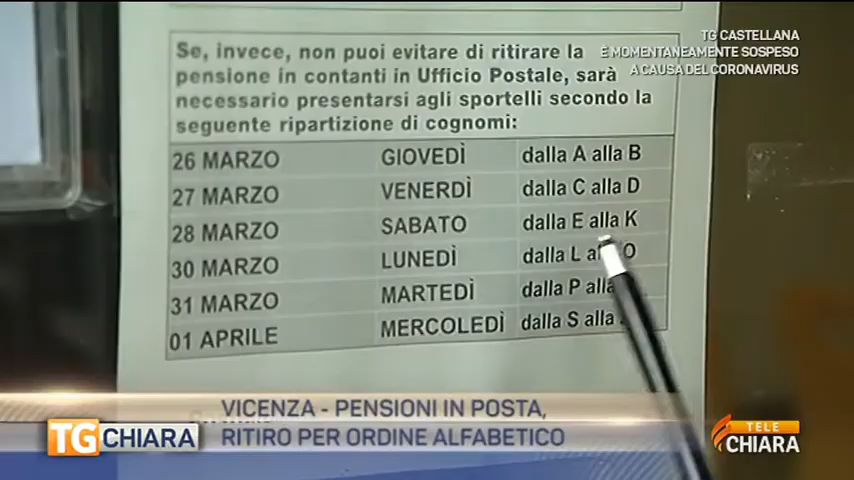 TG CASTELLANA
È MOMENTANEAMENTE SOSPESO
A CAUSA DEL CORONAVIRUS
Se, invece, non puoi evitare di ritirare la
pensione in contanti in Ufficio Postale, sarà
necessario presentarsi agli sportelli secondo la
seguente ripartizione di cognomi:
26 MARZO GIOVEDÌ dalla A alla B
27 MARZO VENERDÌ dalla C alla D
28 MARZO SABATO dalla E alla K
30 MARZO LUNEDÌ dalla L O
31 MARZO MARTEDÌ dalla P alla
01 APRILE MERCOLEDÌ dalla S alla
VICENZA - PENSIONI IN POSTA,
RITIRO PER ORDINE ALFABETICO
TG CHIARA
TELE
CHIARA